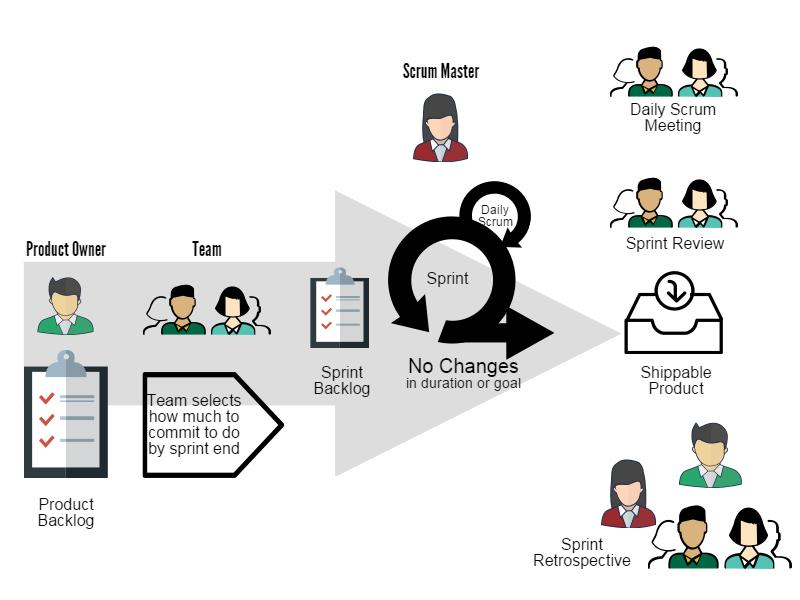 Scrum Master
Daily Scrum
Meeting
Daily
Scrum
Sprint Review
Product Owner
Team
Sprint
No Changes
in duration or goal
Sprint
Backlog
Shippable
Product
Team selects
how much to
commit to do
by sprint end
Product
Backlog
Sprint
Retrospective